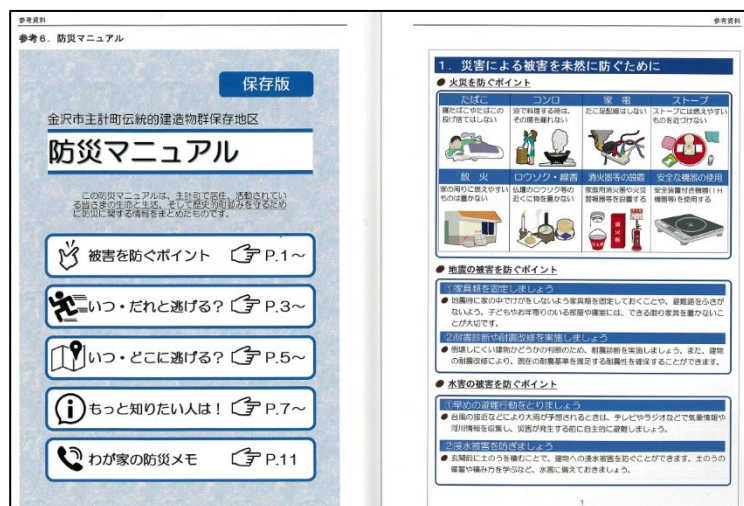 参考資料
参考6．防災マニュアル
保存版
金沢市主計町伝統的建造物群保存地区
防災マニュアル
この防災マニュアルは、主計町で居住、活動されてい
る皆さまの生命と生活、そして歴史的町並みを守るため
に防災に関する情報をまとめたものです。
被害を防ぐポイント P.1～
いつ・だれと逃げる？ P.3～
いつ・どこに逃げる？ P.5～
もっと知りたい人は！ P.7～
わが家の防災メモ P.11
参考資料
1．災害による被害を未然に防ぐために
火災を防ぐポイント
たばこ
寝たばこやたばこの
投げ捨てはしない
コンロ
油で料理する時は、
その場を離れない
家電
たこ足配線はしない
ストーブ
ストーブには燃えやすい
ものを近づけない
放火
家の周りに燃えやすい
ものは置かない
ロウソク・線香
仏壇のロウソク等の
近くに物を置かない
消火器等の設置
家庭用消火器や火災
警報器等を設置する
安全な機器の使用
安全装置付き機器（IH
機器等）を使用する
地震の被害を防ぐポイント
①家具類を固定しましょう
地震時に家の中でけがをしないよう家具類を固定しておくことや、避難路をふさが
ないよう、子どもやお年寄りのいる部屋や寝室には、できる限り家具を置かないこ
とが大切です。
②耐震診断や耐震改修を実施しましょう
倒壊しにくい建物かどうかの判断のため、耐震診断を実施しましょう。また、建物
の耐震改修により、現在の耐震基準を満足する耐震性を確保することができます。
水害の被害を防ぐポイント
①早めの避難行動をとりましょう
台風の接近などにより大雨が予想されるときは、テレビやラジオなどで気象情報や
河川情報を収集し、災害が発生する前に自主的に避難しましょう。
②浸水被害を防ぎましょう
玄関前に土のうを積むことで、建物への浸水被害を防ぐことができます。土のうの
備蓄や積み方を学ぶなど、水害に備えておきましょう。
1